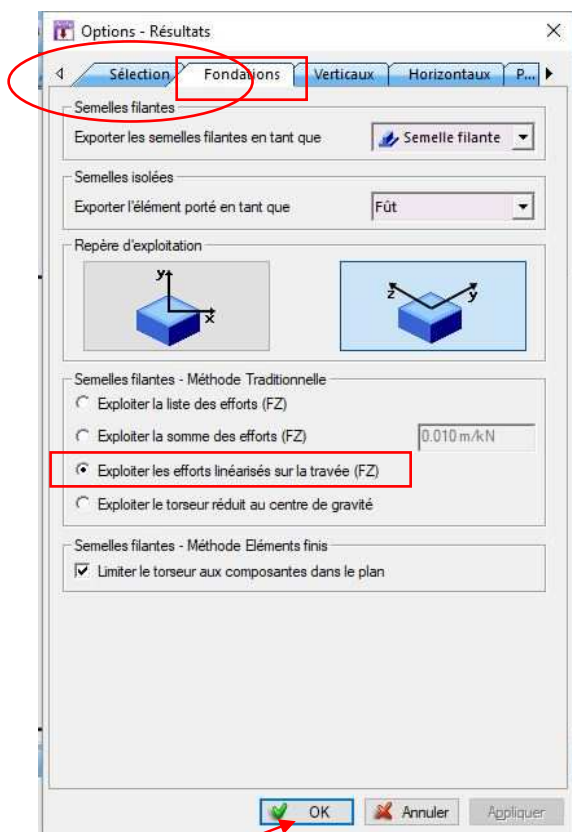 Options - Résultats
Sélection Fondations Verticaux Horizontaux P...
Semelles filantes
Exporter les semelles filantes en tant que Semelle filante
Semelles isolées
Exporter l'élément porté en tant que Fût
Repère d'exploitation
y x z y
Semelles filantes - Méthode Traditionnelle
Exploiter la liste des efforts (FZ)
Exploiter la somme des efforts (FZ) 0.010 m/kN
Exploiter les efforts linéarisés sur la travée (FZ)
Exploiter le torseur réduit au centre de gravité
Semelles filantes - Méthode Eléments finis
Limiter le torseur aux composantes dans le plan
OK Annuler Appliquer